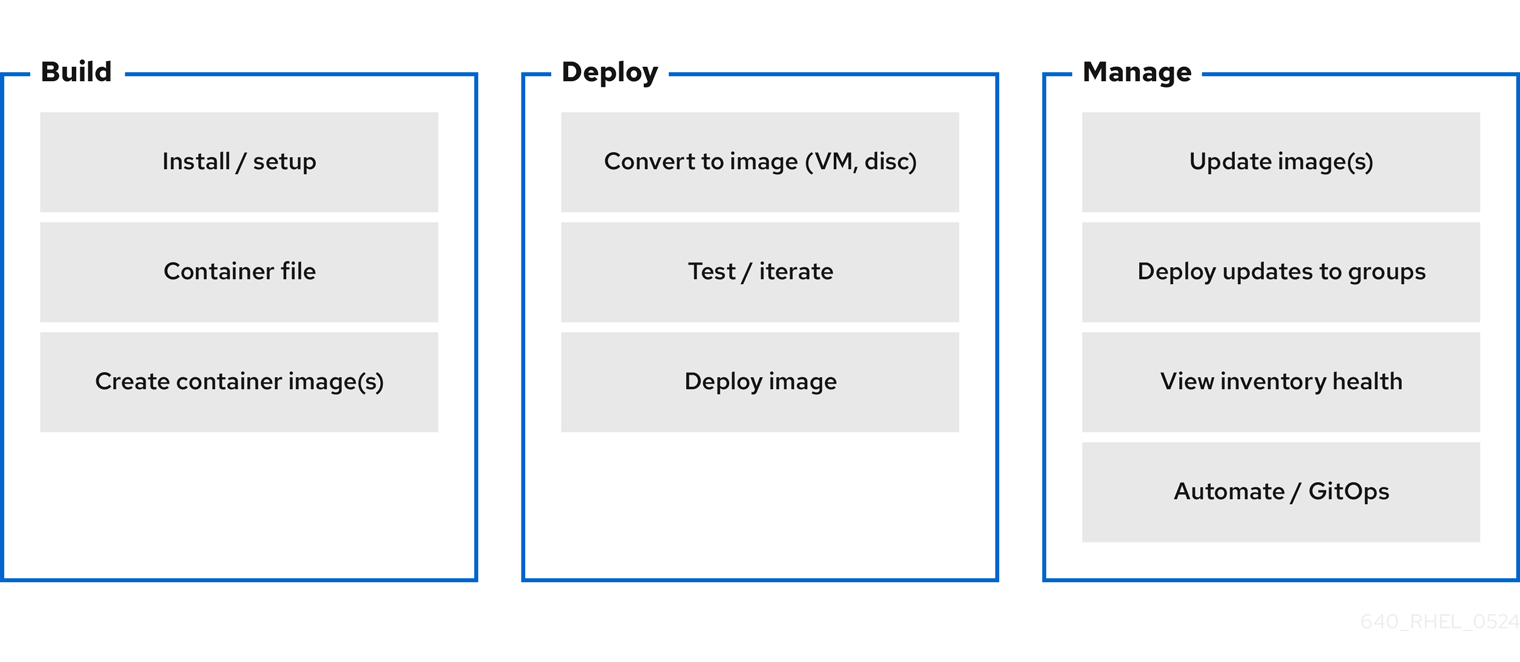 Build
Install / setup
Container file
Create container image(s)
Deploy
Convert to image (VM, disc)
Test / iterate
Deploy image
Manage
Update image(s)
Deploy updates to groups
View inventory health
Automate / GitOps
640_RHEL_0524